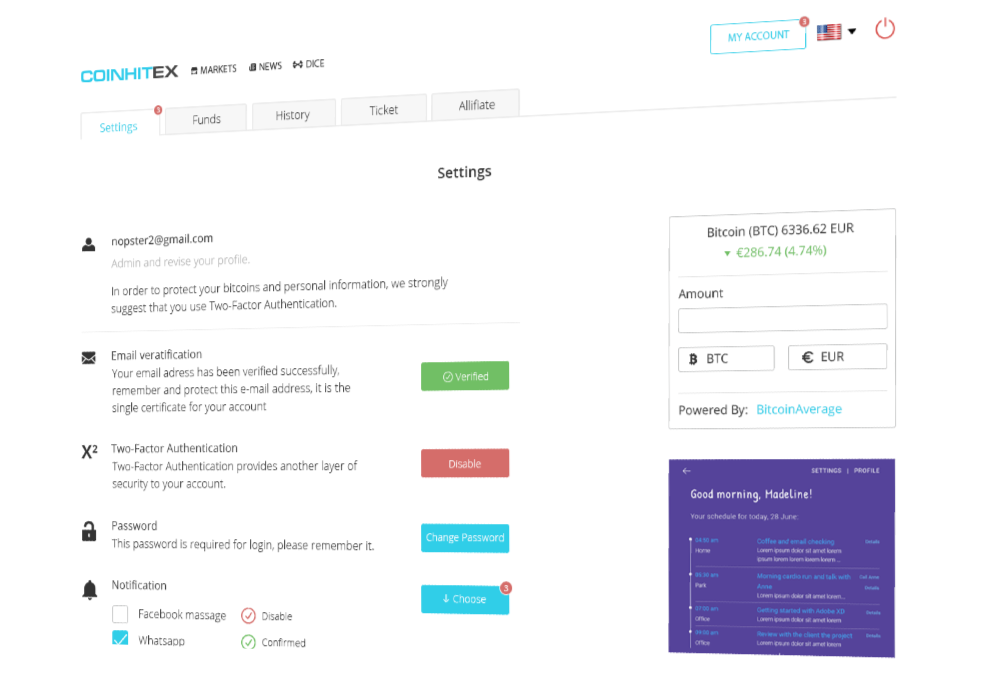 MY ACCOUNT
3
COINHITEX
MARKETS
NEWS
DICE
Settings
3
Funds
History
Ticket
Allifiate
Settings
nopster2@gmail.com
Admin and revise your profile.
In order to protect your bitcoins and personal information, we strongly
suggest that you use Two-Factor Authentication.
Email veratification
Your email adress has been verified successfully,
remember and protect this e-mail address, it is the
single certificate for your account
Verified
X²
Two-Factor Authentication
Two-Factor Authentication provides another layer of
security to your account.
Disable
Password
This password is required for login, please remember it.
Change Password
Notification
Choose
3
Facebook massage
Disable
Whatsapp
Confirmed
Bitcoin (BTC) 6336.62 EUR
€286.74 (4.74%)
Amount
BTC
€ EUR
Powered By: BitcoinAverage
SETTINGS | PROFILE
Good morning, Madeline!
Your schedule for today, 28 June:
Coffee and email checking
Details
Home
Lorem ipsum dolor sit amet lorem
ipsum lorem lorem lorem...
Morning cardio run and talk with
Anne
Details
Park
Lorem ipsum dolor sit amet lorem...
07:00 am
Getting started with Adobe XD
Details
Office
Lorem ipsum dolor sit amet lorem
Review with the client the project
Details
Office
Lorem ipsum dolor sit amet lorem